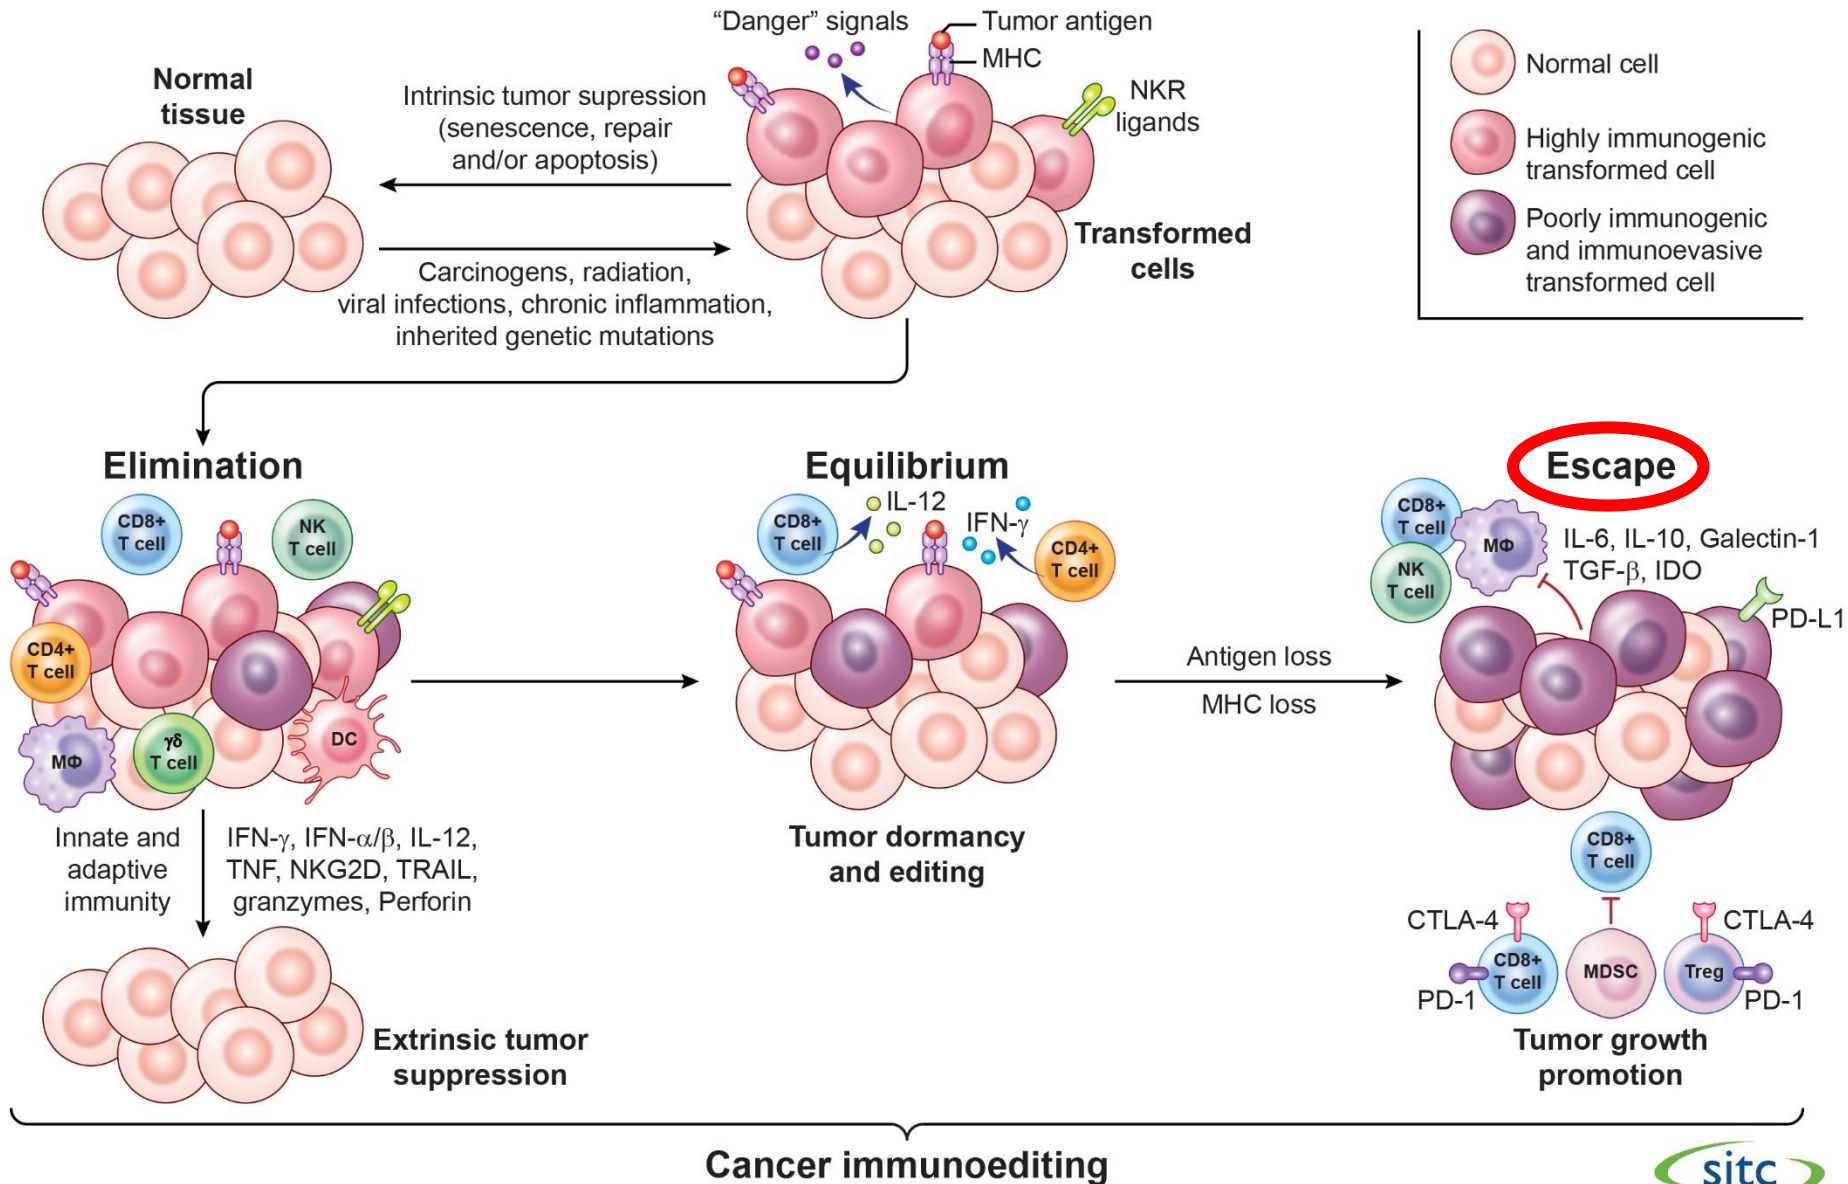 Normal
tissue
Intrinsic tumor supression
(senescence, repair
and/or apoptosis)
Carcinogens, radiation,
viral infections, chronic inflammation,
inherited genetic mutations
“Danger” signals
Tumor antigen
MHC
NKR
ligands
Transformed
cells
Normal cell
Highly immunogenic
transformed cell
Poorly immunogenic
and immunoevasive
transformed cell
Elimination
CD8+
T cell
NK
T cell
CD4+
T cell
MΦ
γδ
T cell
DC
Innate and
adaptive
immunity
IFN-γ, IFN-α/β, IL-12,
TNF, NKG2D, TRAIL,
granzymes, Perforin
Extrinsic tumor
suppression
Equilibrium
CD8+
T cell
IL-12
IFN-γ
CD4+
T cell
Tumor dormancy
and editing
Antigen loss
MHC loss
Escape
CD8+
T cell
MΦ
NK
T cell
IL-6, IL-10, Galectin-1
TGF-β, IDO
PD-L1
CD8+
T cell
CTLA-4
CTLA-4
CD8+
T cell
MDSC
Treg
PD-1
PD-1
Tumor growth
promotion
Cancer immunoediting
sitc